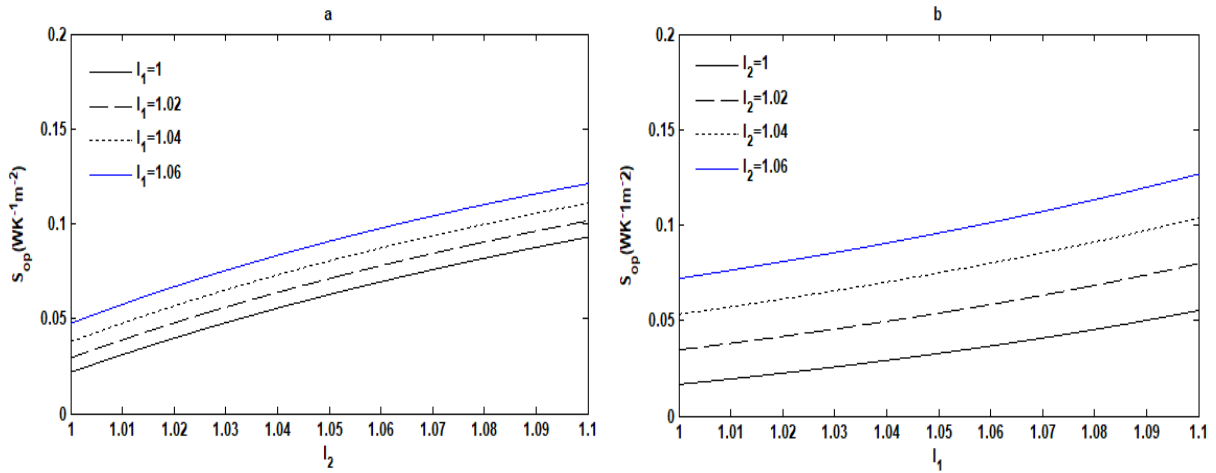 a
0.2
0.15
0.1
0.05
0
S_op(WK⁻¹m⁻²)
I₁=1
I₁=1.02
I₁=1.04
I₁=1.06
1 1.01 1.02 1.03 1.04 1.05 1.06 1.07 1.08 1.09 1.1
I₂
b
0.2
0.15
0.1
0.05
0
S_op(WK⁻1m⁻2)
I₂=1
I₂=1.02
I₂=1.04
I₂=1.06
1 1.01 1.02 1.03 1.04 1.05 1.06 1.07 1.08 1.09 1.1
I₁